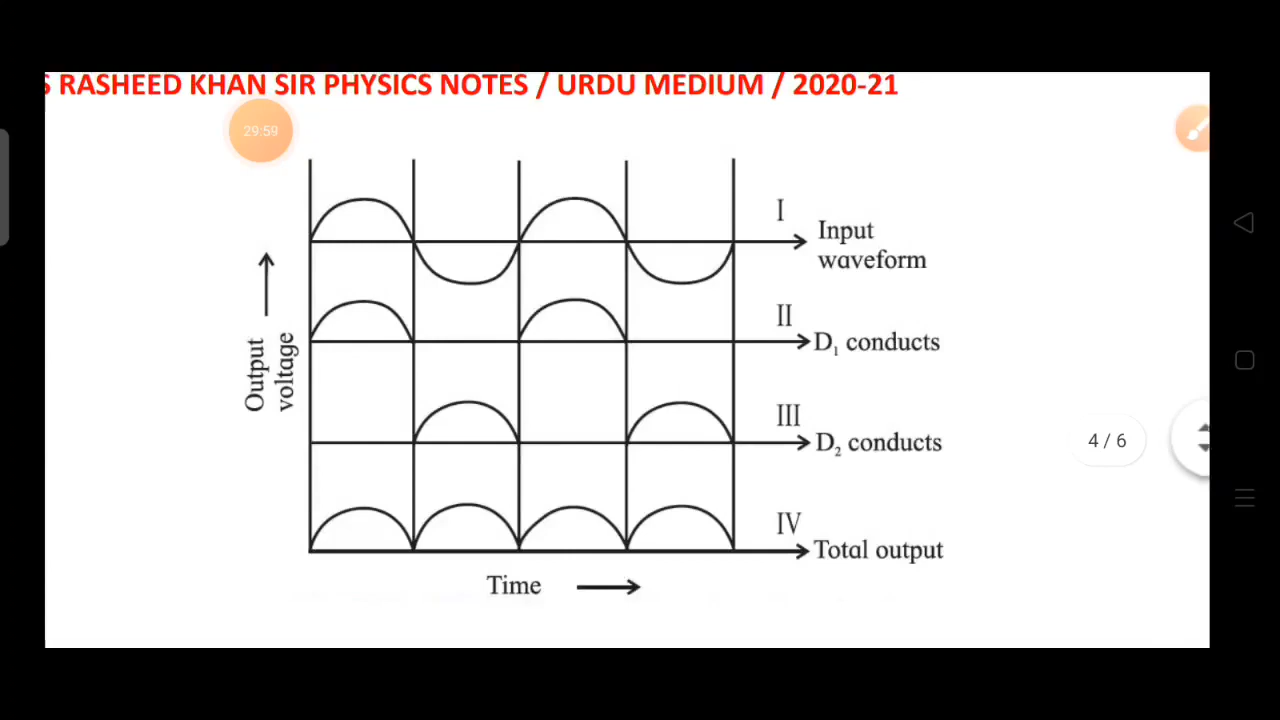 S RASHEED KHAN SIR PHYSICS NOTES / URDU MEDIUM / 2020-21
29:59
I
Input
waveform
II
D₁ conducts
Output
voltage
III
D₂ conducts
4 / 6
IV
Total output
Time